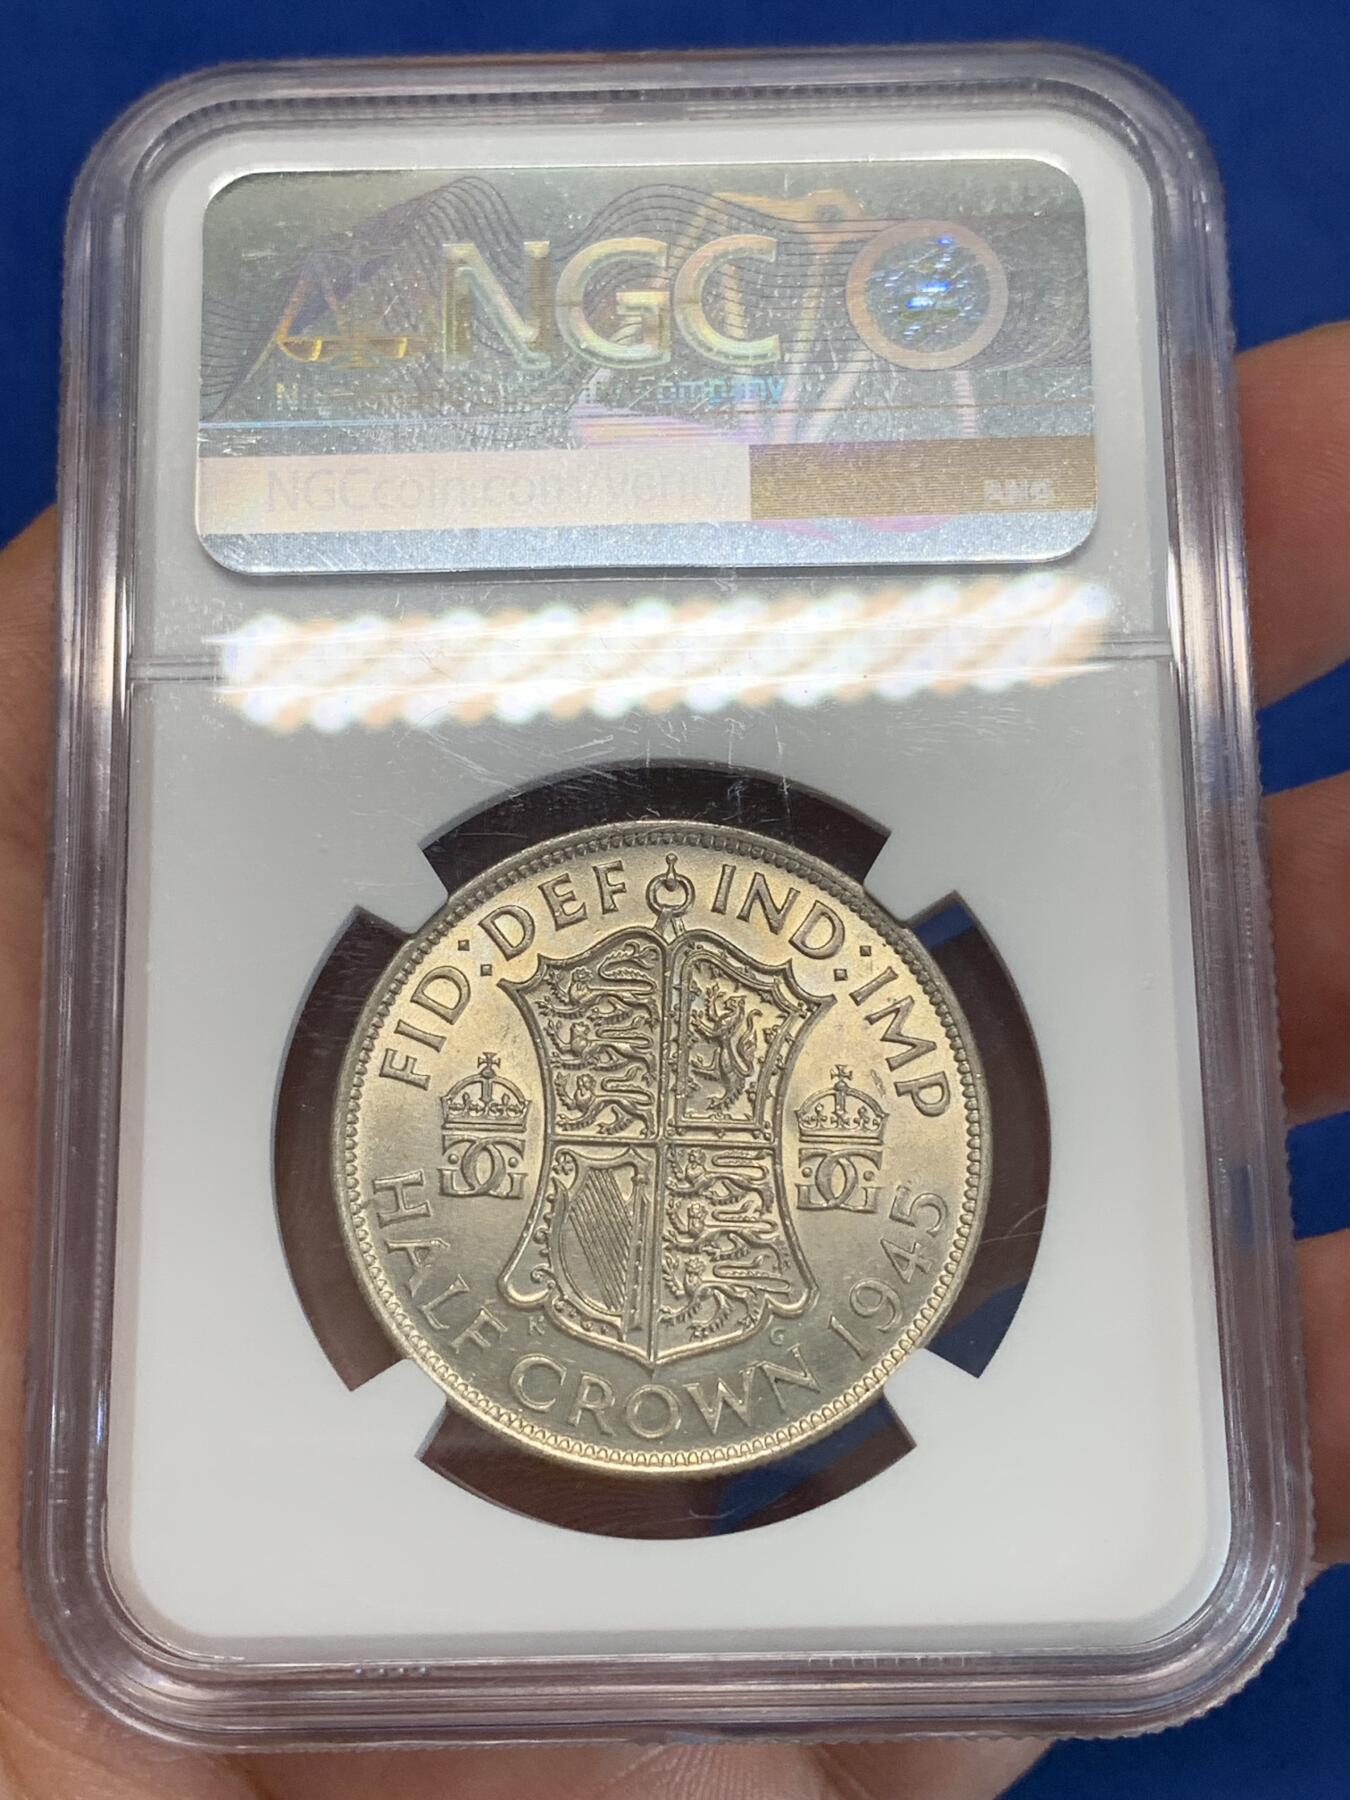 NGC
NGCcoin.com/verify
FID:DEF IND:IMP
HALF CROWN 1945
K G